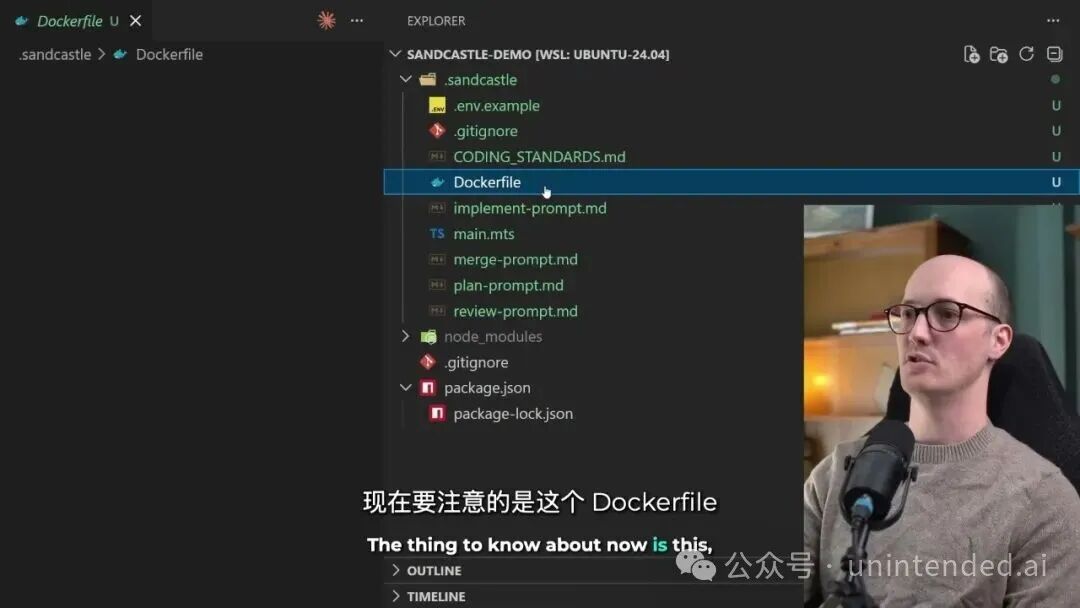 Dockerfile U
.sandcastle > Dockerfile
EXPLORER
SANDCASTLE-DEMO [WSL: UBUNTU-24.04]
.sandcastle
.env.example U
.gitignore U
CODING_STANDARDS.md U
Dockerfile U
implement-prompt.md U
TS main.mts
merge-prompt.md
plan-prompt.md
review-prompt.md
node_modules
.gitignore
package.json
package-lock.json
现在要注意的是这个 Dockerfile
The thing to know about now is this,
公众号 · unintended.ai
OUTLINE
TIMELINE